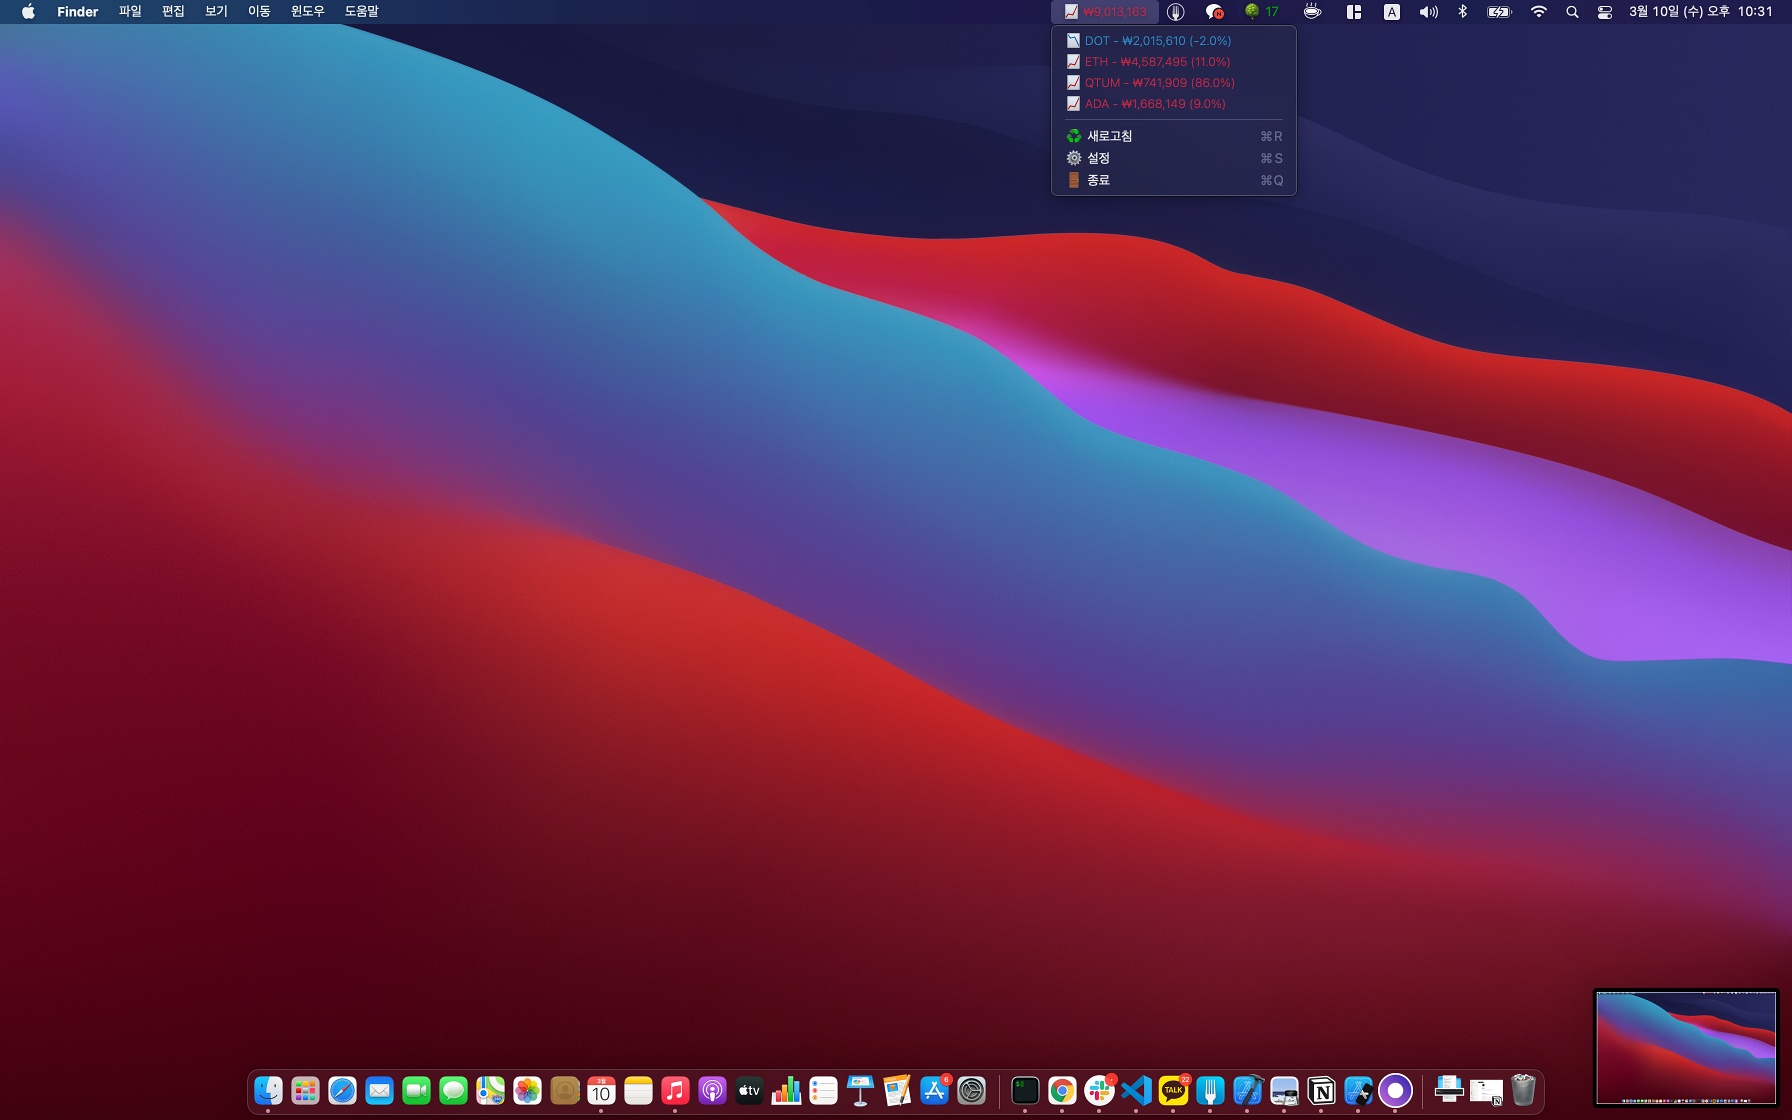 Finder 파일 편집 보기 이동 윈도우 도움말 ₩9,013,163 17 A 3월 10일 (수) 오후 10:31
DOT - ₩2,015,610 (-2.0%)
ETH - ₩4,587,495 (11.0%)
QTUM - ₩741,909 (86.0%)
ADA - ₩1,668,149 (9.0%)
새로고침 ⌘R
설정 ⌘S
종료 ⌘Q
10 tv 6 TALK 22